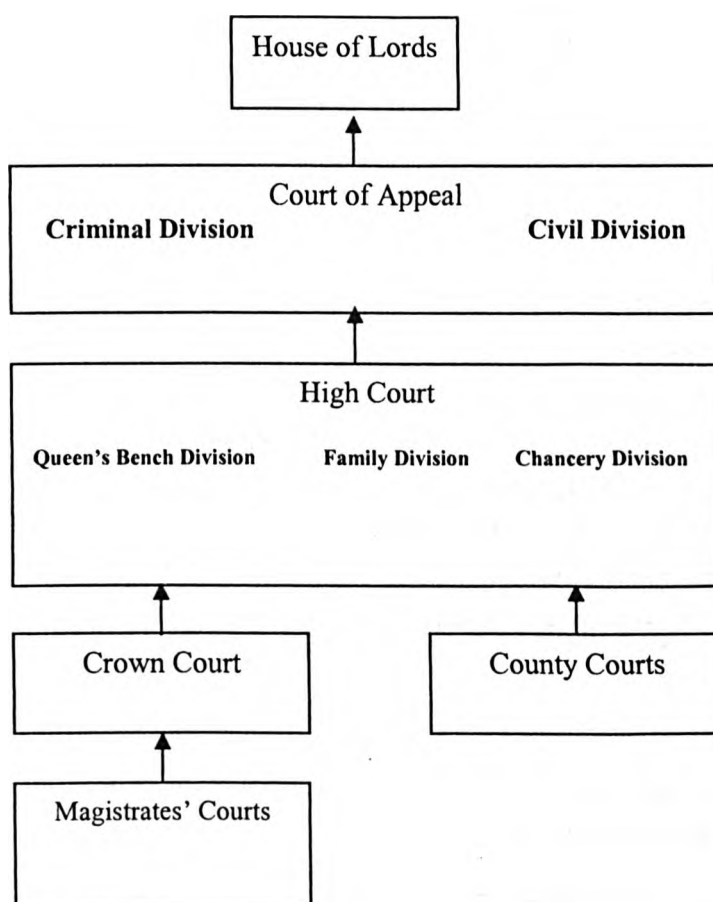 House of Lords
Court of Appeal
Criminal Division Civil Division
High Court
Queen's Bench Division Family Division Chancery Division
Crown Court County Courts
Magistrates' Courts